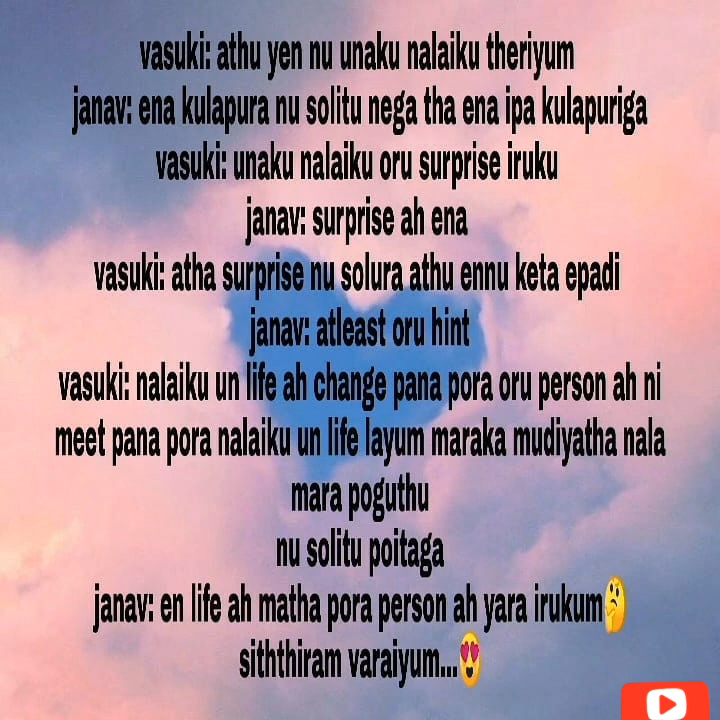 vasuki: athu yen nu unaku nalaiku theriyum
janav: ena kulapura nu solitu nega tha ena ipa kulapuriga
vasuki: unaku nalaiku oru surprise iruku
janav: surprise ah ena
vasuki: atha surprise nu solura athu ennu keta epadi
janav: atleast oru hint
vasuki: nalaiku un life ah change pana pora oru person ah ni
meet pana pora nalaiku un life layum maraka mudiyatha nala
mara poguthu
nu solitu poitaga
janav: en life ah matha pora person ah yara irukum🤔
siththiram varaiyum...😍